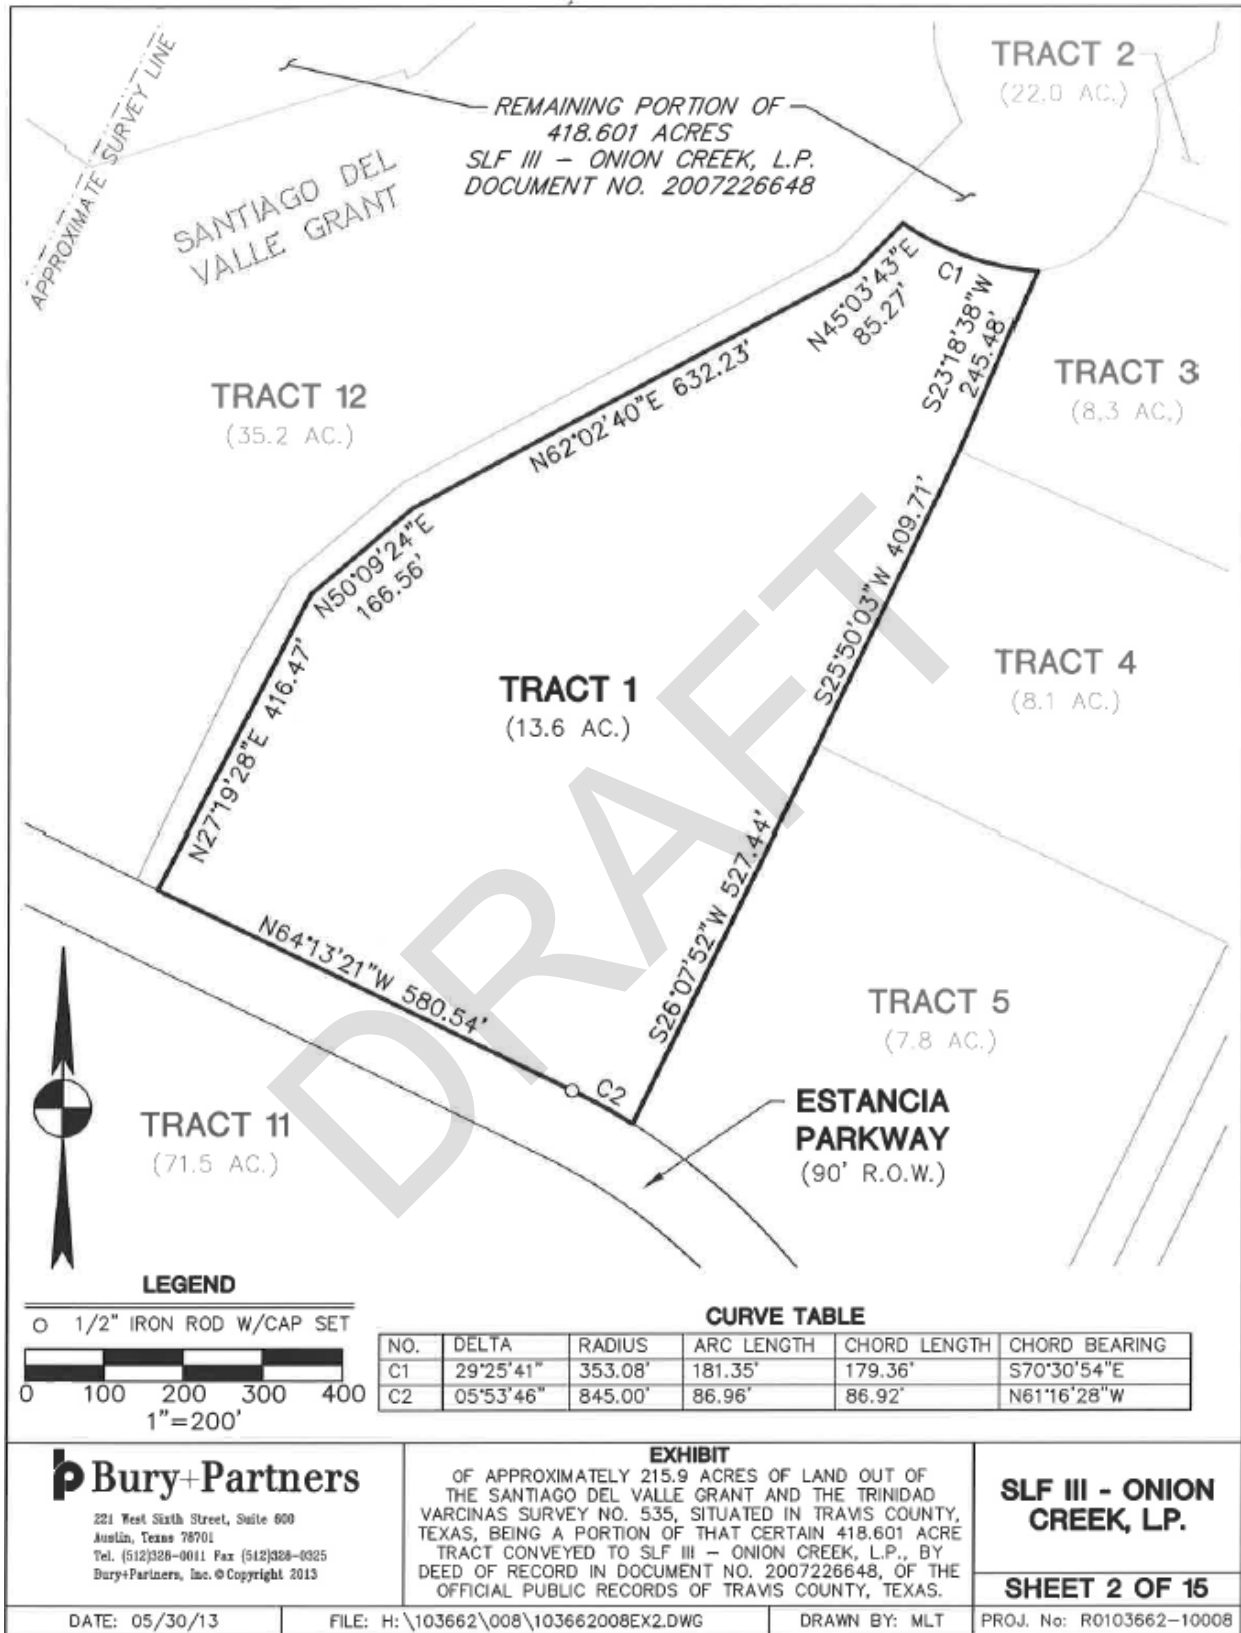 APPROXIMATE SURVEY LINE
REMAINING PORTION OF
418.601 ACRES
SLF III – ONION CREEK, L.P.
DOCUMENT NO. 2007226648
TRACT 2
(22.0 AC.)
SANTIAGO DEL
VALLE GRANT
N45°03'43"E
85.27'
C1
S23°18'38"W
245.48'
TRACT 3
(8.3 AC.)
TRACT 12
(35.2 AC.)
N62°02'40"E 632.23'
N50°09'24"E
166.56'
S25°50'03"W 409.71'
N27°19'28"E 416.47'
TRACT 1
(13.6 AC.)
TRACT 4
(8.1 AC.)
DRAFT
N64°13'21"W 580.54'
S26°07'52"W 527.44'
C2
TRACT 5
(7.8 AC.)
TRACT 11
(71.5 AC.)
ESTANCIA
PARKWAY
(90' R.O.W.)
LEGEND
O 1/2" IRON ROD W/CAP SET
0 100 200 300 400
1"=200'
CURVE TABLE
NO. DELTA RADIUS ARC LENGTH CHORD LENGTH CHORD BEARING
C1 29°25'41" 353.08' 181.35' 179.36' S70°30'54"E
C2 05°53'46" 845.00' 86.96' 86.92' N61°16'28"W
Bury+Partners
221 West Sixth Street, Suite 600
Austin, Texas 78701
Tel. (512)328-0011 Fax (512)328-0325
Bury+Partners, Inc. © Copyright 2013
EXHIBIT
OF APPROXIMATELY 215.9 ACRES OF LAND OUT OF
THE SANTIAGO DEL VALLE GRANT AND THE TRINIDAD
VARCINAS SURVEY NO. 535, SITUATED IN TRAVIS COUNTY,
TEXAS, BEING A PORTION OF THAT CERTAIN 418.601 ACRE
TRACT CONVEYED TO SLF III – ONION CREEK, L.P., BY
DEED OF RECORD IN DOCUMENT NO. 2007226648, OF THE
OFFICIAL PUBLIC RECORDS OF TRAVIS COUNTY, TEXAS.
SLF III - ONION
CREEK, L.P.
SHEET 2 OF 15
DATE: 05/30/13
FILE: H:\103662\008\103662008EX2.DWG
DRAWN BY: MLT
PROJ. No: R0103662-10008